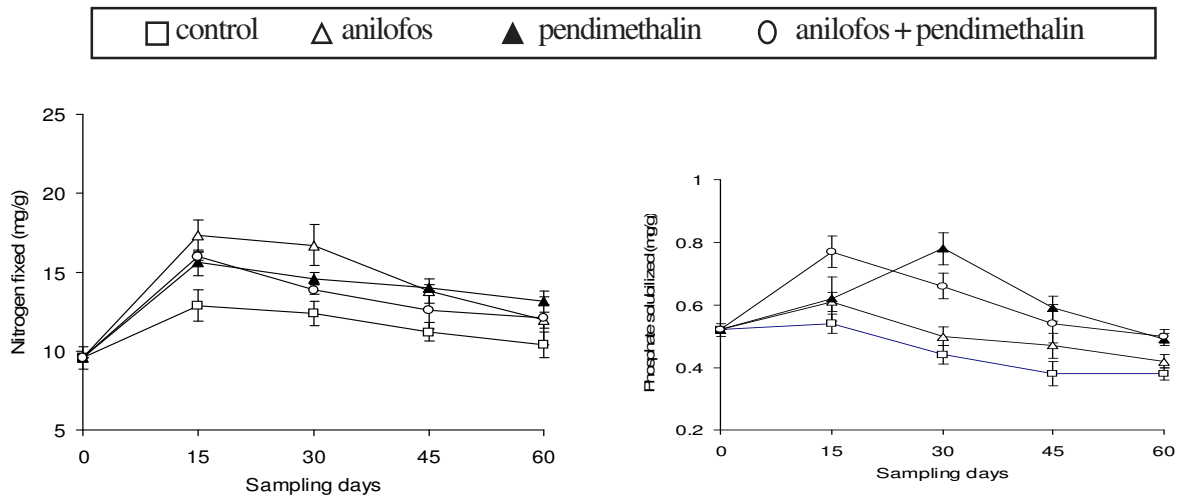 control anilofos pendimethalin anilofos + pendimethalin
Nitrogen fixed (mg/g)
25
20
15
10
5
0 15 30 45 60
Sampling days
Phosphate solubilized (mg/g)
1
0.8
0.6
0.4
0.2
0 15 30 45 60
Sampling days